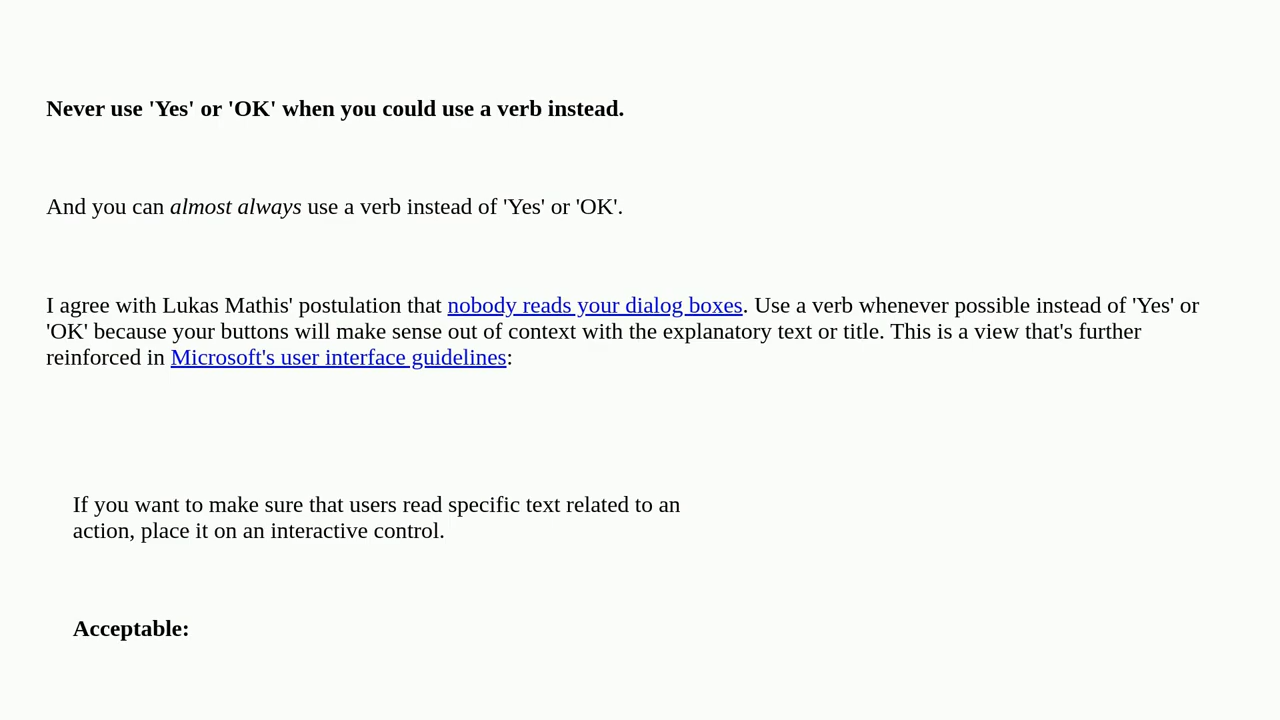 Never use 'Yes' or 'OK' when you could use a verb instead.
And you can almost always use a verb instead of 'Yes' or 'OK'.
I agree with Lukas Mathis' postulation that nobody reads your dialog boxes. Use a verb whenever possible instead of 'Yes' or
'OK' because your buttons will make sense out of context with the explanatory text or title. This is a view that's further
reinforced in Microsoft's user interface guidelines:
If you want to make sure that users read specific text related to an
action, place it on an interactive control.
Acceptable: